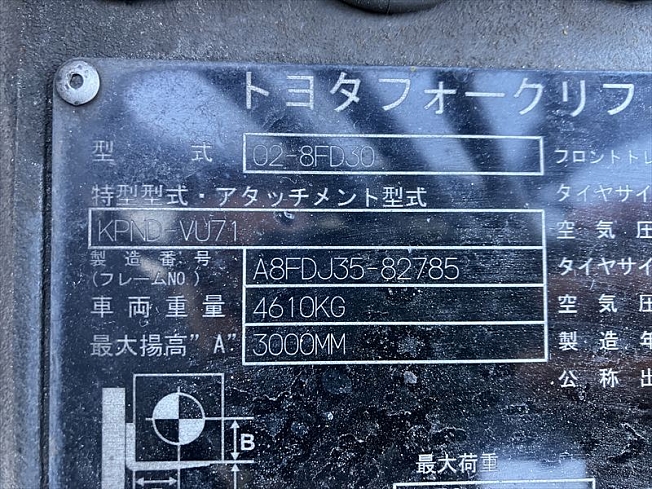 トヨタフォークリフ
型式 02-8FD30 フロントトレ
特型型式・アタッチメント型式 タイヤサイ
KPND-VU71 空気圧
製造番号 A8FDJ35-82785 タイヤサイ
(フレームNO.)
車両重量 4610KG 空気圧
最大揚高"A" 3000MM 製造年
公称出
B
最大荷重